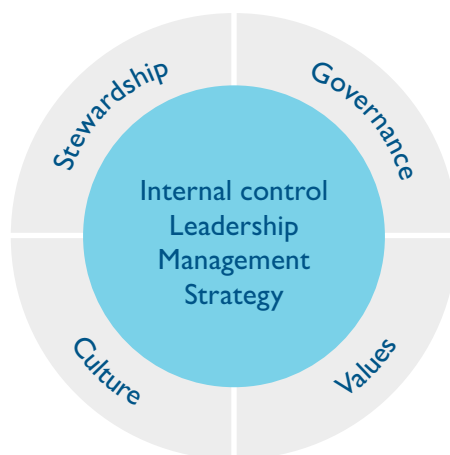 Stewardship
Governance
Internal control
Leadership
Management
Strategy
Culture
Values